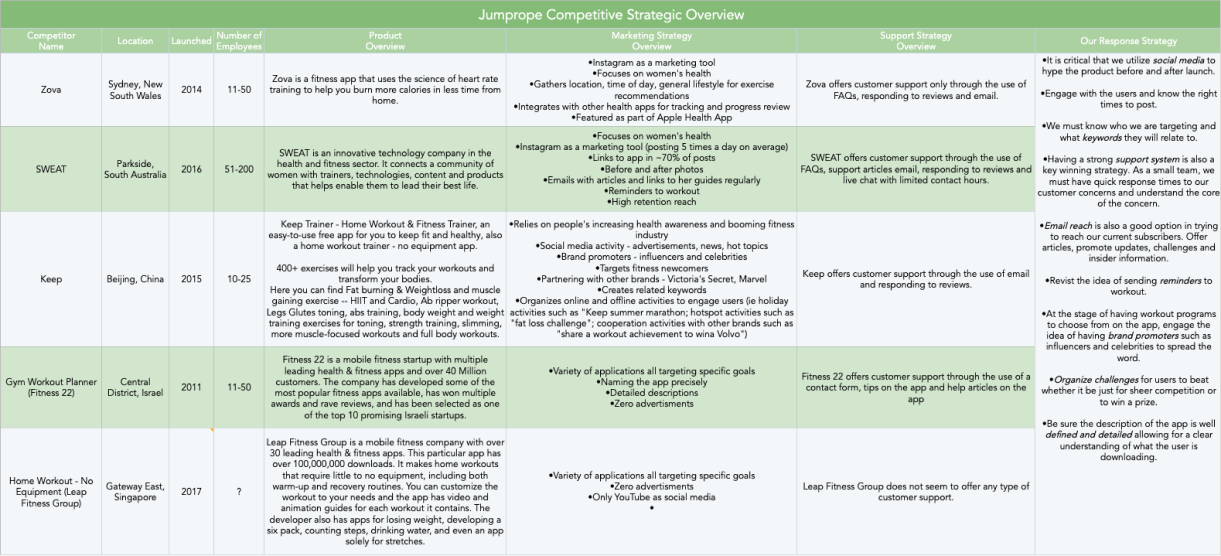 Jumprope Competitive Strategic Overview
Competitor
Name
Location
Launched
Number of
Employees
Product
Overview
Marketing Strategy
Overview
Support Strategy
Overview
Our Response Strategy
Zova
Sydney, New
South Wales
2014
11-50
Zova is a fitness app that uses the science of heart rate
training to help you burn more calories in less time from
home.
•Instagram as a marketing tool
•Focuses on women's health
•Gathers location, time of day, general lifestyle for exercise
recommendations
•Integrates with other health apps for tracking and progress review
•Featured as part of Apple Health App
Zova offers customer support only through the use of
FAQs, responding to reviews and email.
SWEAT
Parkside,
South Australia
2016
51-200
SWEAT is an innovative technology company in the
health and fitness sector. It connects a community of
women with trainers, technologies, content and products
that helps enable them to lead their best life.
•Focuses on women's health
•Instagram as a marketing tool (posting 5 times a day on average)
•Links to app in ~70% of posts
•Before and after photos
•Emails with articles and links to her guides regularly
•Reminders to workout
•High retention reach
SWEAT offers customer support through the use of
FAQs, support articles email, responding to reviews and
live chat with limited contact hours.
Keep
Beijing, China
2015
10-25
Keep Trainer - Home Workout & Fitness Trainer, an
easy-to-use free app for you to keep fit and healthy, also
a home workout trainer - no equipment app.
400+ exercises will help you track your workouts and
transform your bodies.
Here you can find Fat burning & Weightloss and muscle
gaining exercise -- HIIT and Cardio, Ab ripper workout,
Legs Glutes toning, abs training, body weight and weight
training exercises for toning, strength training, slimming,
more muscle-focused workouts and full body workouts.
•Relies on people's increasing health awareness and booming fitness
industry
•Social media activity - advertisements, news, hot topics
•Brand promoters - influencers and celebrities
•Targets fitness newcomers
•Partnering with other brands - Victoria's Secret, Marvel
•Creates related keywords
•Organizes online and offline activities to engage users (ie holiday
activities such as "Keep summer marathon; hotspot activities such as
"fat loss challenge"; cooperation activities with other brands such as
"share a workout achievement to wina Volvo")
Keep offers customer support through the use of email
and responding to reviews.
Gym Workout Planner
(Fitness 22)
Central
District, Israel
2011
11-50
Fitness 22 is a mobile fitness startup with multiple
leading health & fitness apps and over 40 Million
customers. The company has developed some of the
most popular fitness apps available, has won multiple
awards and rave reviews, and has been selected as one
of the top 10 promising Israeli startups.
•Variety of applications all targeting specific goals
•Naming the app precisely
•Detailed descriptions
•Zero advertisments
Fitness 22 offers customer support through the use of a
contact form, tips on the app and help articles on the
app
Home Workout - No
Equipment (Leap
Fitness Group)
Gateway East,
Singapore
2017
?
Leap Fitness Group is a mobile fitness company with over
30 leading health & fitness apps. This particular app has
over 100,000,000 downloads. It makes home workouts
that require little to no equipment, including both
warm-up and recovery routines. You can customize the
workout to your needs and the app has video and
animation guides for each workout it contains. The
developer also has apps for losing weight, developing a
six pack, counting steps, drinking water, and even an app
solely for stretches.
•Variety of applications all targeting specific goals
•Zero advertisments
•Only YouTube as social media
•
Leap Fitness Group does not seem to offer any type of
customer support.
•It is critical that we utilize social media to
hype the product before and after launch.
•Engage with the users and know the right
times to post.
•We must know who we are targeting and
what keywords they will relate to.
•Having a strong support system is also a
key winning strategy. As a small team, we
must have quick response times to our
customer concerns and understand the core
of the concern.
•Email reach is also a good option in trying
to reach our current subscribers. Offer
articles, promote updates, challenges and
insider information.
•Revist the idea of sending reminders to
workout.
•At the stage of having workout programs
to choose from on the app, engage the
idea of having brand promoters such as
influencers and celebrities to spread the
word.
•Organize challenges for users to beat
whether it be just for sheer competition or
to win a prize.
•Be sure the description of the app is well
defined and detailed allowing for a clear
understanding of what the user is
downloading.